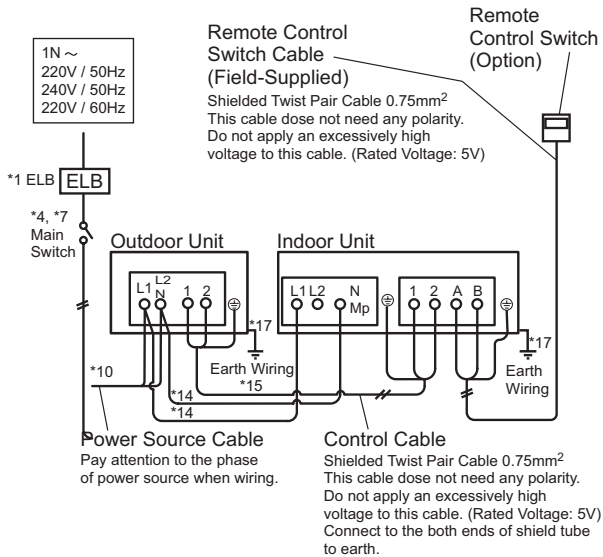 1N ~
220V / 50Hz
240V / 50Hz
220V / 60Hz
Remote Control
Switch Cable
(Field-Supplied)
Shielded Twist Pair Cable 0.75mm²
This cable dose not need any polarity.
Do not apply an excessively high
voltage to this cable. (Rated Voltage: 5V)
Remote
Control Switch
(Option)
*1 ELB
ELB
*4, *7
Main
Switch
Outdoor Unit
L1
L2
N
1 2
*17
Earth Wiring
Indoor Unit
L1 L2
N
Mp
1 2 A B
*17
Earth
Wiring
*10
*15
*14
*14
Power Source Cable
Pay attention to the phase
of power source when wiring.
Control Cable
Shielded Twist Pair Cable 0.75mm²
This cable dose not need any polarity.
Do not apply an excessively high
voltage to this cable. (Rated Voltage: 5V)
Connect to the both ends of shield tube
to earth.